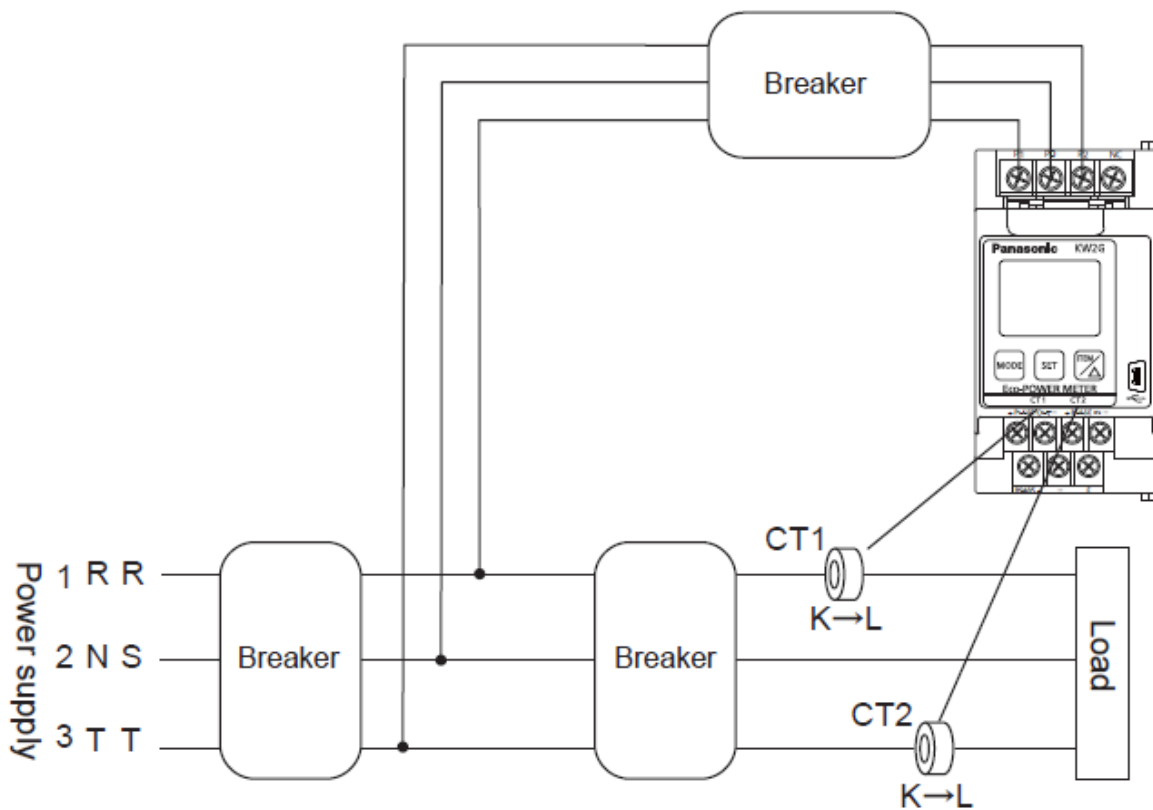 Breaker
P1 P0 P2 NC
Panasonic KW2G
MODE SET ITEM
Eco-POWER METER
CT1 CT2
CT1
K→L
Power supply
1 R R
2 N S
3 T T
Breaker
Breaker
Load
CT2
K→L